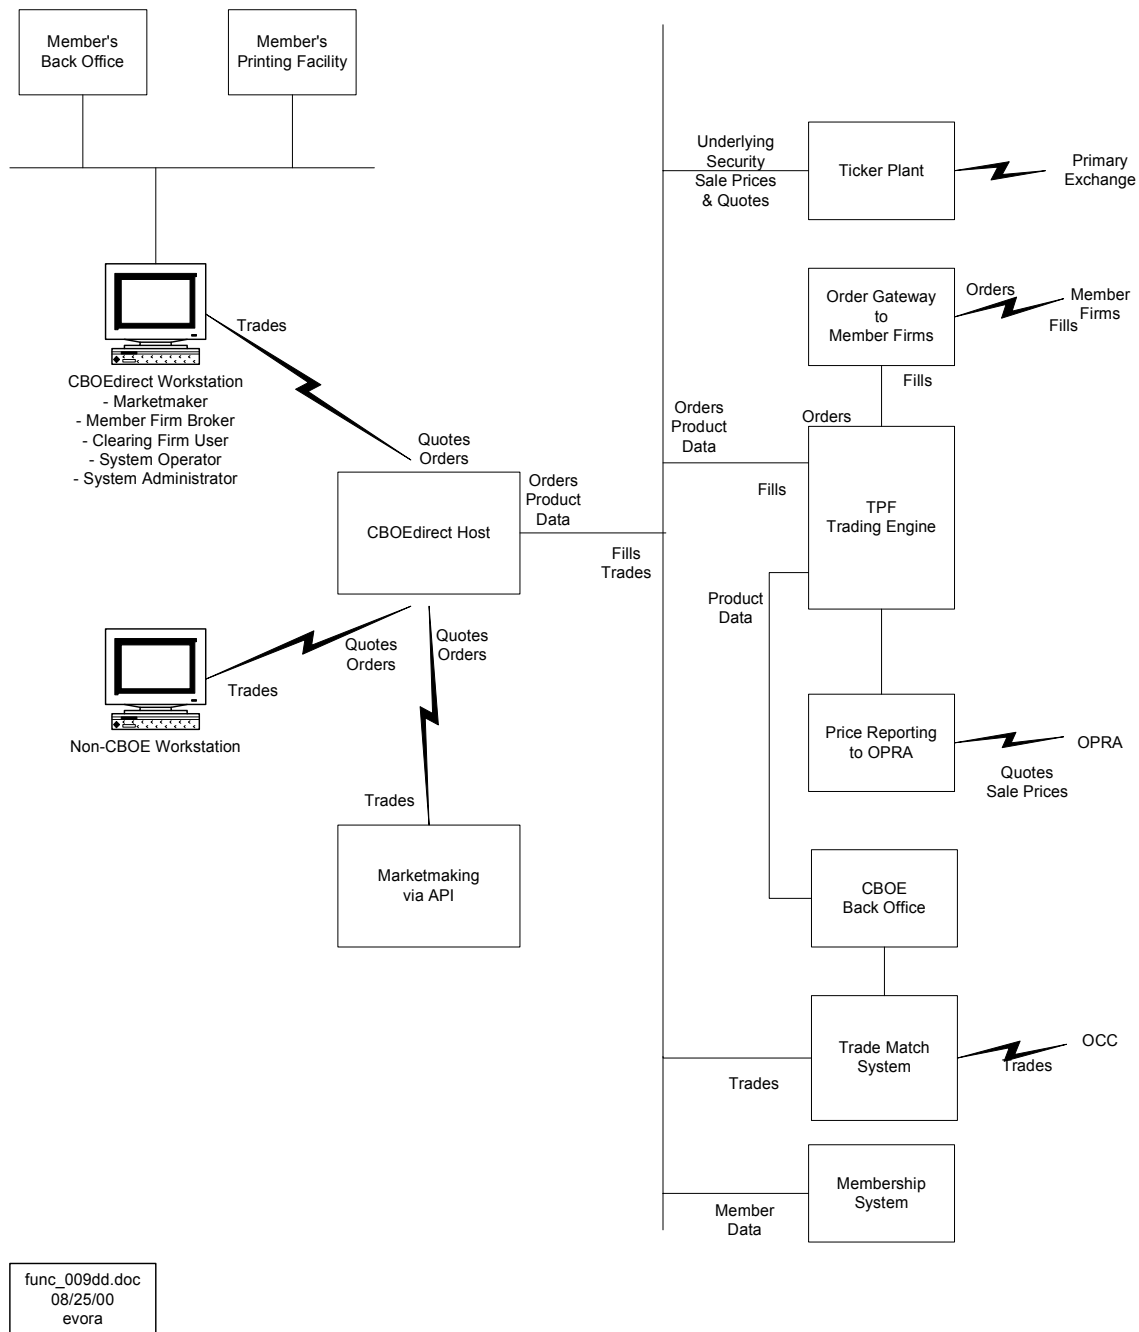 Member's
Back Office
Member's
Printing Facility
Underlying
Security
Sale Prices
& Quotes
Ticker Plant
Primary
Exchange
Order Gateway
to
Member Firms
Orders
Member
Firms
Fills
Trades
CBOEdirect Workstation
- Marketmaker
- Member Firm Broker
- Clearing Firm User
- System Operator
- System Administrator
Quotes
Orders
Fills
Orders
Product
Data
Orders
Fills
TPF
Trading Engine
CBOEdirect Host
Orders
Product
Data
Fills
Trades
Product
Data
Quotes
Orders
Trades
Non-CBOE Workstation
Quotes
Orders
Trades
Marketmaking
via API
Price Reporting
to OPRA
OPRA
Quotes
Sale Prices
CBOE
Back Office
Trade Match
System
OCC
Trades
Trades
Membership
System
Member
Data
func_009dd.doc
08/25/00
evora